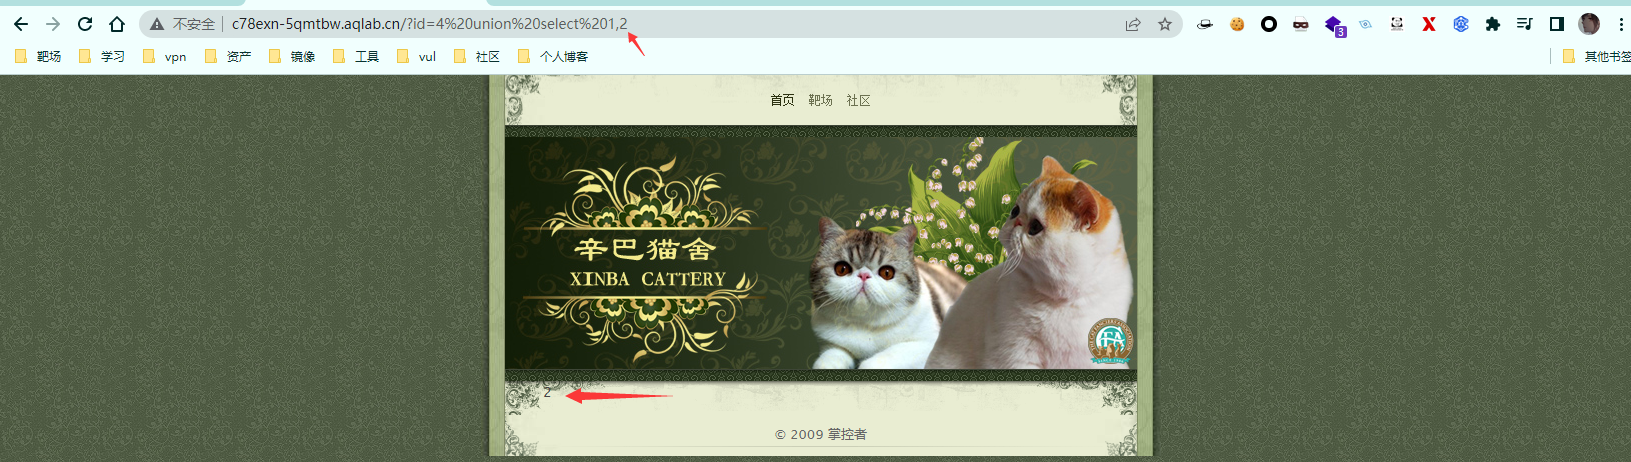 不安全 c78exn-5qmtbw.aqlab.cn/?id=4%20union%20select%201,2
3
靶场 学习 vpn 资产 镜像 工具 vul 社区 个人博客 其他书签
首页 靶场 社区
辛巴猫舍
XINBA CATTERY
CFA
2
© 2009 掌控者